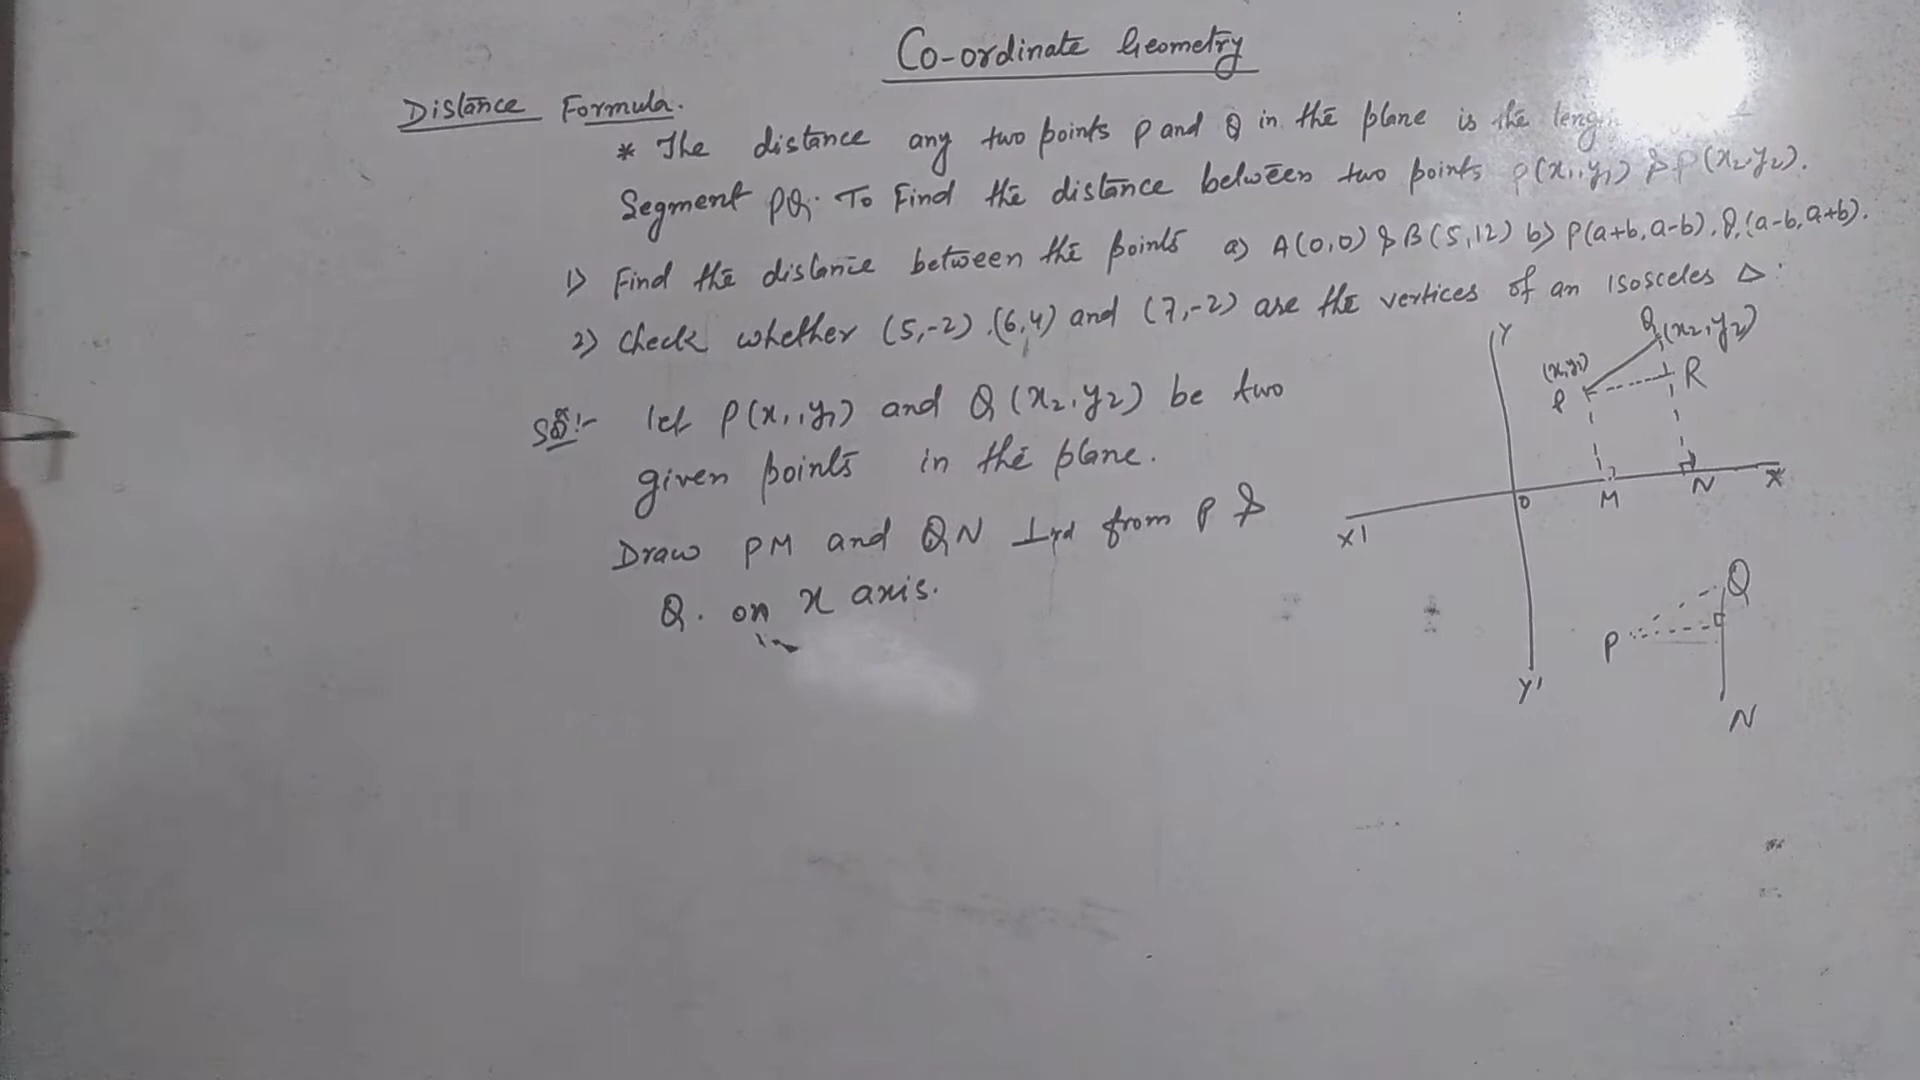 Co-ordinate Geometry
Distance Formula.
* The distance any two points P and Q in the plane is the
Segment PQ. To Find the distance between two points P(x1,y1) & P(x2,y2).
1) Find the distance between the points a) A(0,0) & B(5,12) b) P(a+b,a-b), Q(a-b,a+b).
2) Check whether (5,-2), (6,4) and (7,-2) are the vertices of an isosceles Δ.
Sol:- let P(x1,y1) and Q(x2,y2) be two
given points in the plane.
Draw PM and QN ⊥rd from P &
Q. on x axis.
Y
Q(x2,y2)
(x1,y1)
P
R
O
M
N
X
X1
Y'
Q
P
N